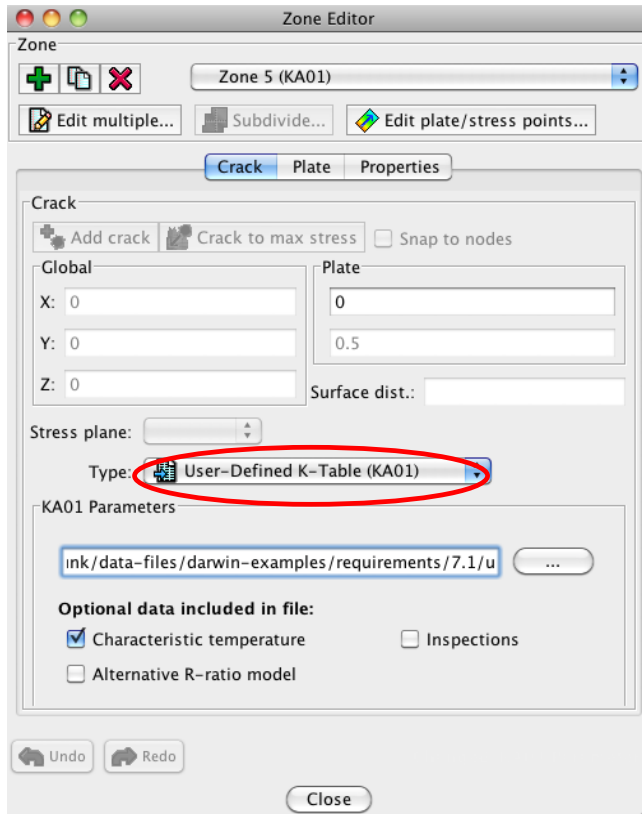 Zone Editor
Zone
Zone 5 (KA01)
Edit multiple... Subdivide... Edit plate/stress points...
Crack Plate Properties
Crack
Add crack Crack to max stress Snap to nodes
Global Plate
X: 0 0
Y: 0 0.5
Z: 0 Surface dist.:
Stress plane:
Type: User-Defined K-Table (KA01)
KA01 Parameters
ink/data-files/darwin-examples/requirements/7.1/u ...
Optional data included in file:
Characteristic temperature Inspections
Alternative R-ratio model
Undo Redo
Close